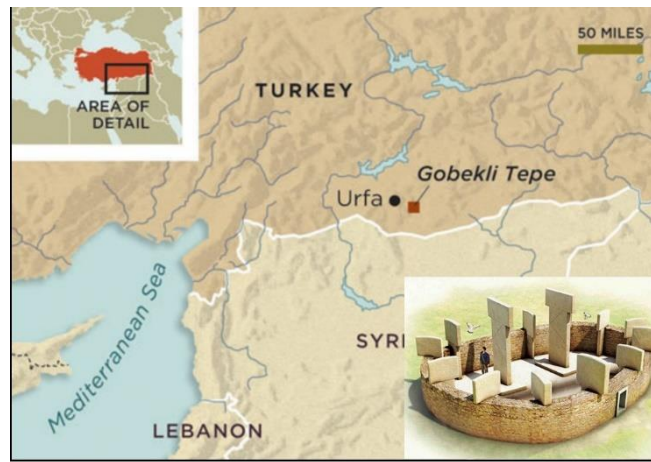 50 MILES
TURKEY
AREA OF
DETAIL
Gobekli Tepe
Urfa
Mediterranean Sea
SYRI
LEBANON